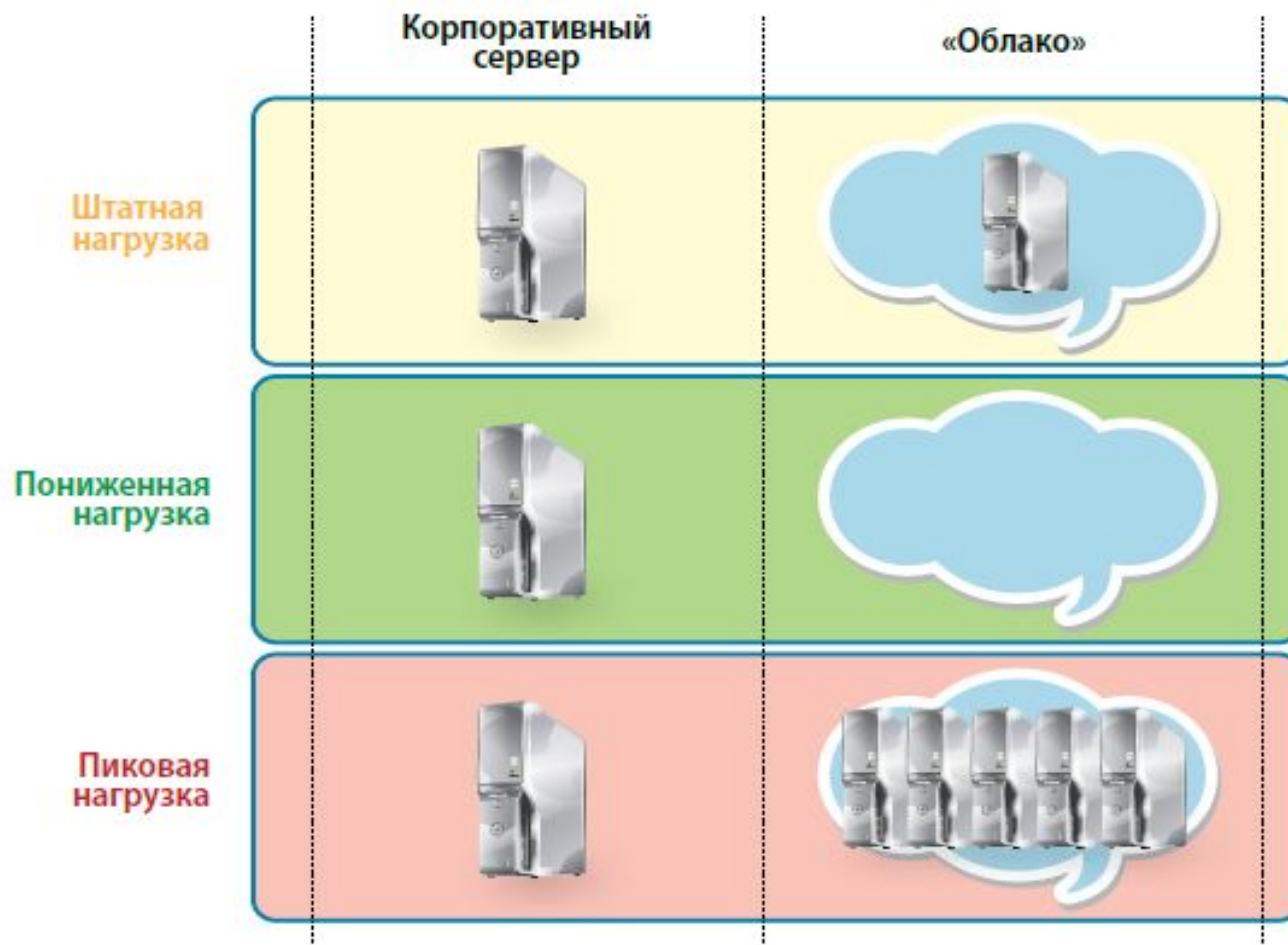 Корпоративный
сервер
«Облако»
Штатная
нагрузка
Пониженная
нагрузка
Пиковая
нагрузка